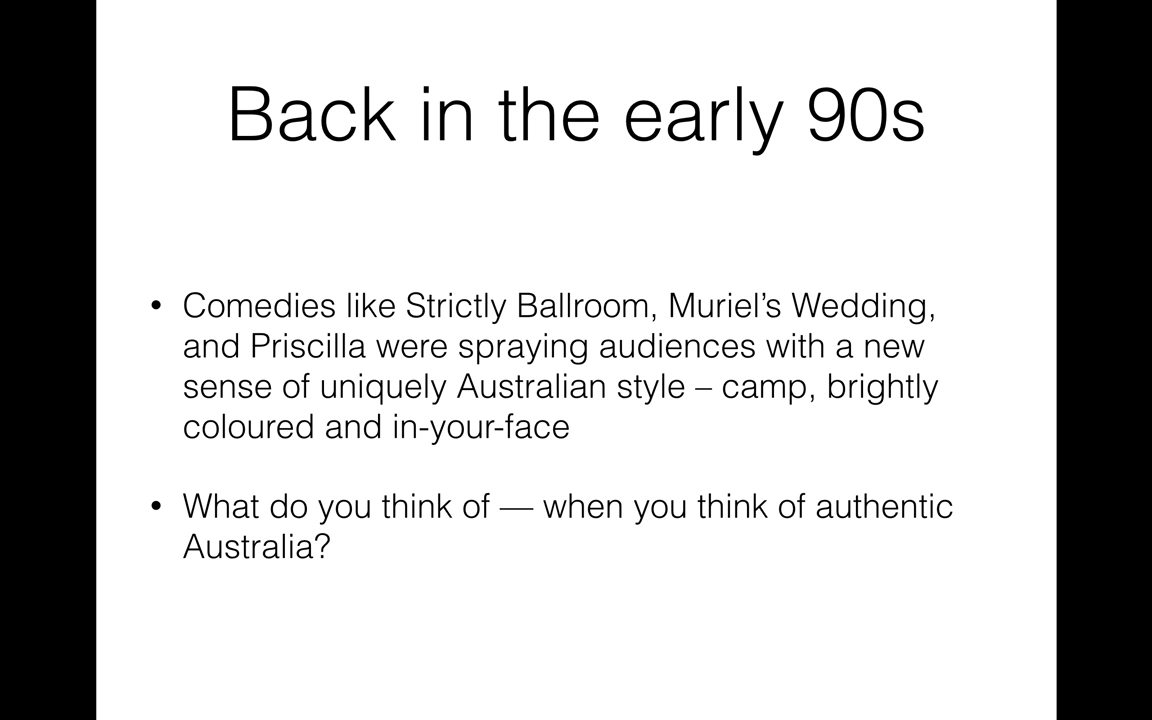 Back in the early 90s
• Comedies like Strictly Ballroom, Muriel’s Wedding,
and Priscilla were spraying audiences with a new
sense of uniquely Australian style – camp, brightly
coloured and in-your-face
• What do you think of — when you think of authentic
Australia?